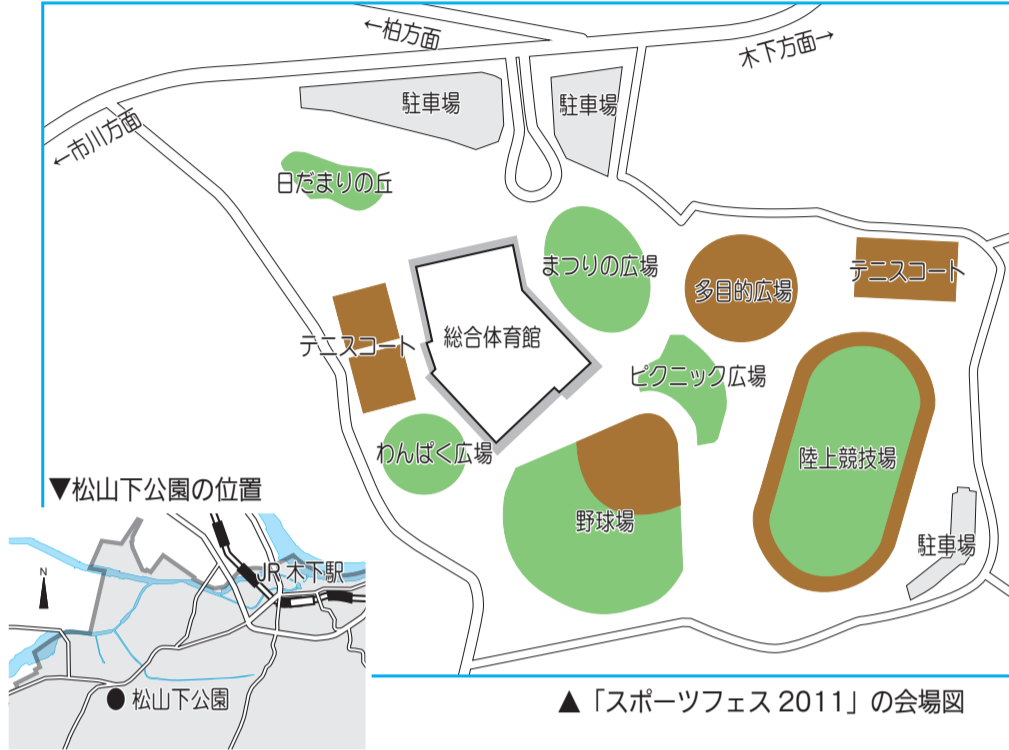 ←柏方面
木下方面→
←市川方面
駐車場
駐車場
日だまりの丘
まつりの広場
多目的広場
テニスコート
総合体育館
テニスコート
ピクニック広場
わんぱく広場
陸上競技場
野球場
駐車場
▼松山下公園の位置
JR 木下駅
N
松山下公園
▲「スポーツフェス 2011」の会場図